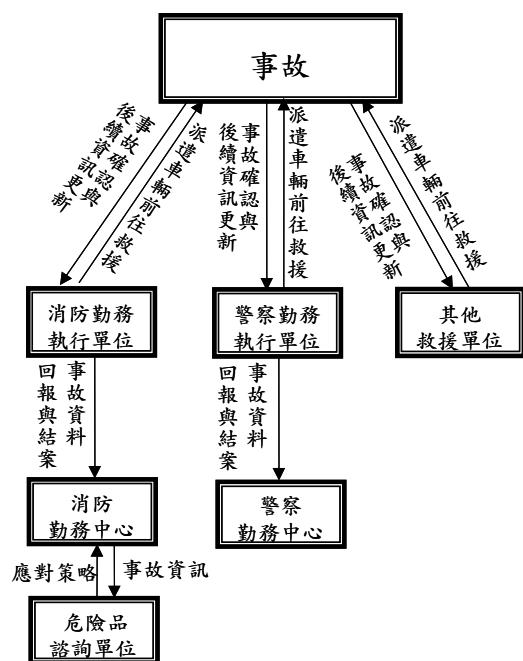 事故
事故確認與
後續資訊更新
派遣車輛前往救援
事故確認與
後續資訊更新
派遣車輛前往救援
事故確認與
後續資訊更新
派遣車輛前往救援
消防勤務
執行單位
警察勤務
執行單位
其他
救援單位
事故資料
回報與結案
事故資料
回報與結案
消防
勤務中心
警察
勤務中心
應對策略
事故資訊
危險品
諮詢單位